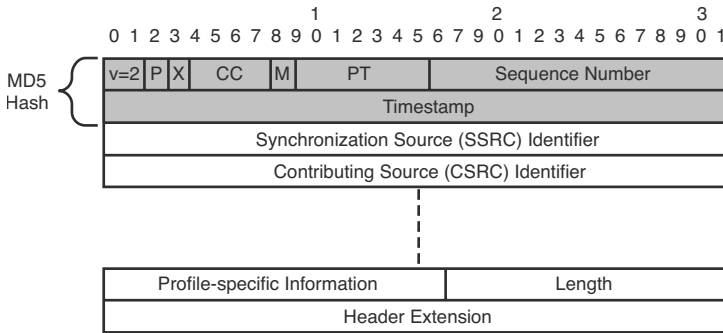 1 2 3
0 1 2 3 4 5 6 7 8 9 0 1 2 3 4 5 6 7 8 9 0 1 2 3 4 5 6 7 8 9 0 1
MD5
Hash
v=2 P X CC M PT Sequence Number
Timestamp
Synchronization Source (SSRC) Identifier
Contributing Source (CSRC) Identifier
Profile-specific Information Length
Header Extension